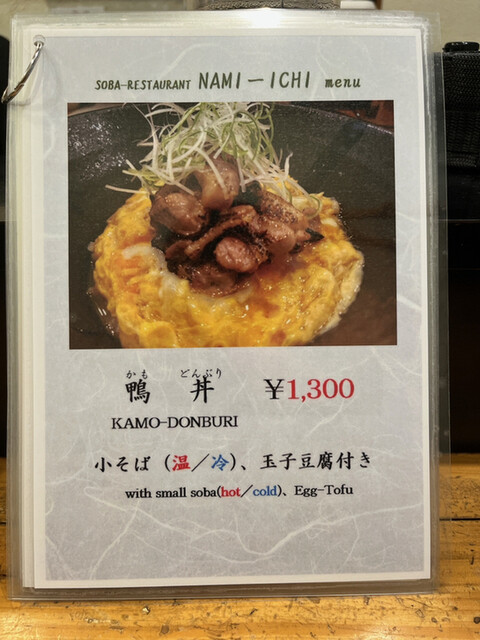 SOBA-RESTAURANT NAMI-ICHI menu
かも どんぶり
鴨 丼 ¥1,300
KAMO-DONBURI
小そば（温／冷）、玉子豆腐付き
with small soba(hot／cold)、Egg-Tofu